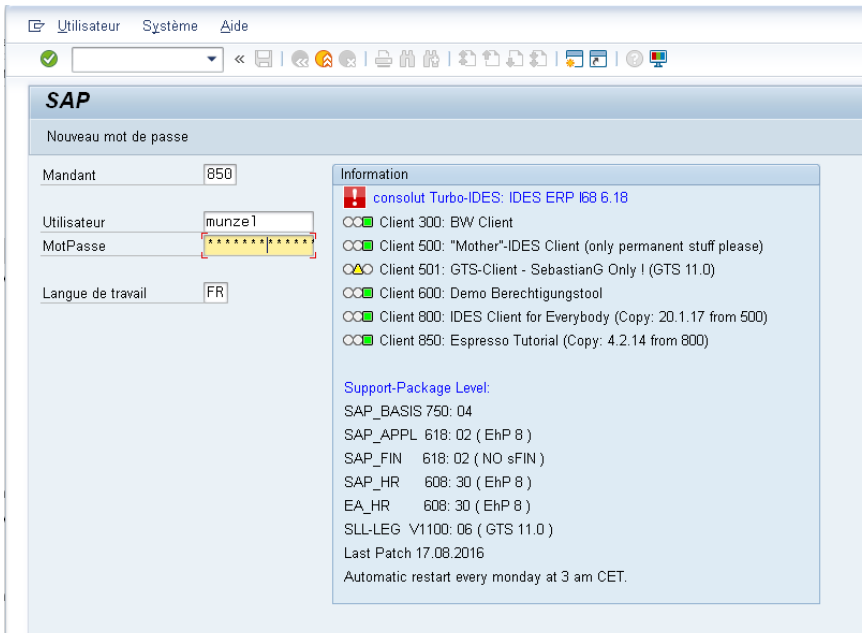 Utilisateur Système Aide
SAP
Nouveau mot de passe
Mandant 850
Utilisateur munzel
MotPasse *************
Langue de travail FR
Information
consolut Turbo-IDES: IDES ERP I68 6.18
Client 300: BW Client
Client 500: "Mother"-IDES Client (only permanent stuff please)
Client 501: GTS-Client - SebastianG Only ! (GTS 11.0)
Client 600: Demo Berechtigungstool
Client 800: IDES Client for Everybody (Copy: 20.1.17 from 500)
Client 850: Espresso Tutorial (Copy: 4.2.14 from 800)
Support-Package Level:
SAP_BASIS 750: 04
SAP_APPL 618: 02 ( EhP 8 )
SAP_FIN 618: 02 ( NO sFIN )
SAP_HR 608: 30 ( EhP 8 )
EA_HR 608: 30 ( EhP 8 )
SLL-LEG V1100: 06 ( GTS 11.0 )
Last Patch 17.08.2016
Automatic restart every monday at 3 am CET.